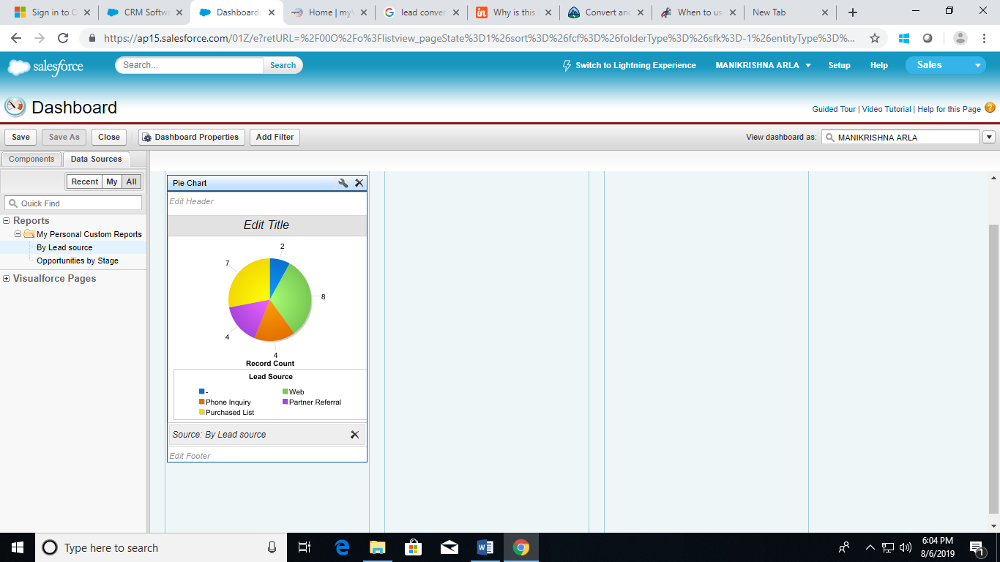 Sign in to C
CRM Softw
Dashboard
Home | my
lead conver
Why is this
Convert an
When to us
New Tab
https://ap15.salesforce.com/01Z/e?retURL=%2F00O%2Fo%3Flistview_pageState%3D1%26sort%3D%26fcf%3D%26folderType%3D%26sfk%3D-1%26entityType%3D%...
salesforce
Search...
Search
Switch to Lightning Experience
MANIKRISHNA ARLA
Setup
Help
Sales
Dashboard
Guided Tour | Video Tutorial | Help for this Page
Save
Save As
Close
Dashboard Properties
Add Filter
View dashboard as:
MANIKRISHNA ARLA
Components
Data Sources
Recent
My
All
Quick Find
Reports
My Personal Custom Reports
By Lead source
Opportunities by Stage
Visualforce Pages
Pie Chart
Edit Header
Edit Title
2
7
8
4
4
Record Count
Lead Source
-
Web
Phone Inquiry
Partner Referral
Purchased List
Source: By Lead source
Edit Footer
Type here to search
6:04 PM
8/6/2019
1